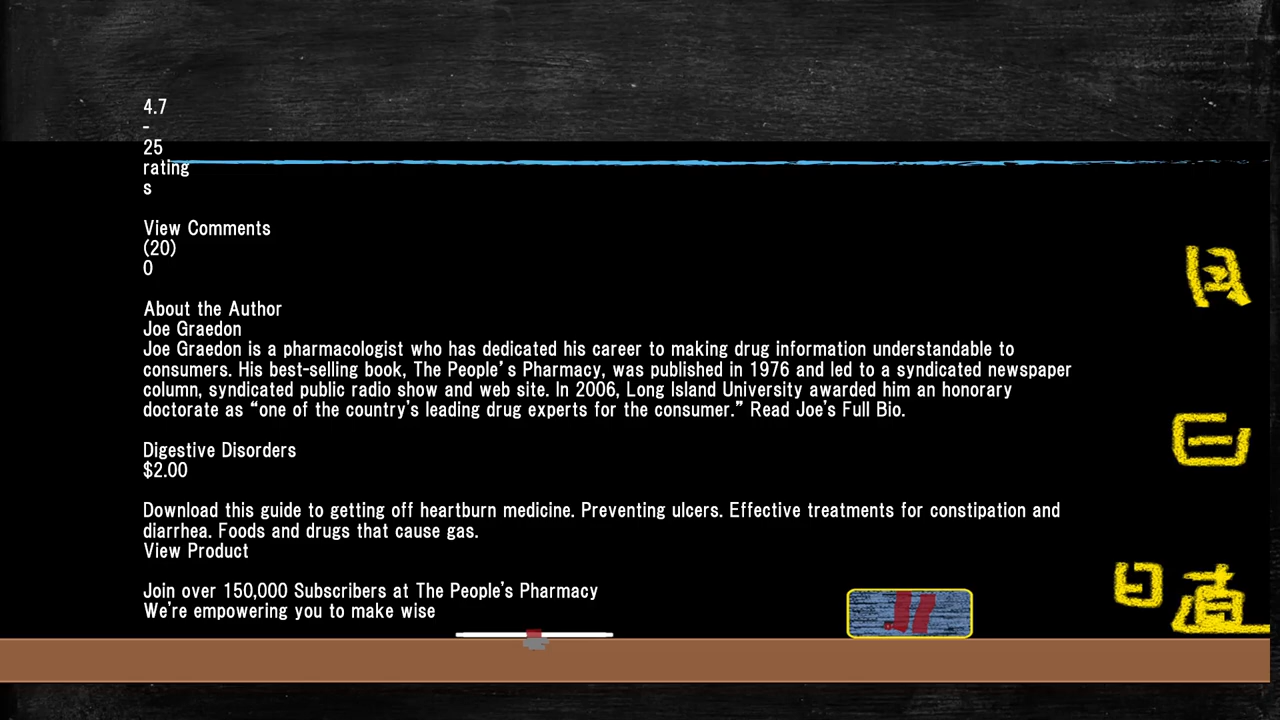 4.7
-
25
rating
s
View Comments
(20)
0
About the Author
Joe Graedon
Joe Graedon is a pharmacologist who has dedicated his career to making drug information understandable to
consumers. His best-selling book, The People's Pharmacy, was published in 1976 and led to a syndicated newspaper
column, syndicated public radio show and web site. In 2006, Long Island University awarded him an honorary
doctorate as “one of the country's leading drug experts for the consumer.” Read Joe's Full Bio.
Digestive Disorders
$2.00
Download this guide to getting off heartburn medicine. Preventing ulcers. Effective treatments for constipation and
diarrhea. Foods and drugs that cause gas.
View Product
Join over 150,000 Subscribers at The People's Pharmacy
We're empowering you to make wise
日直